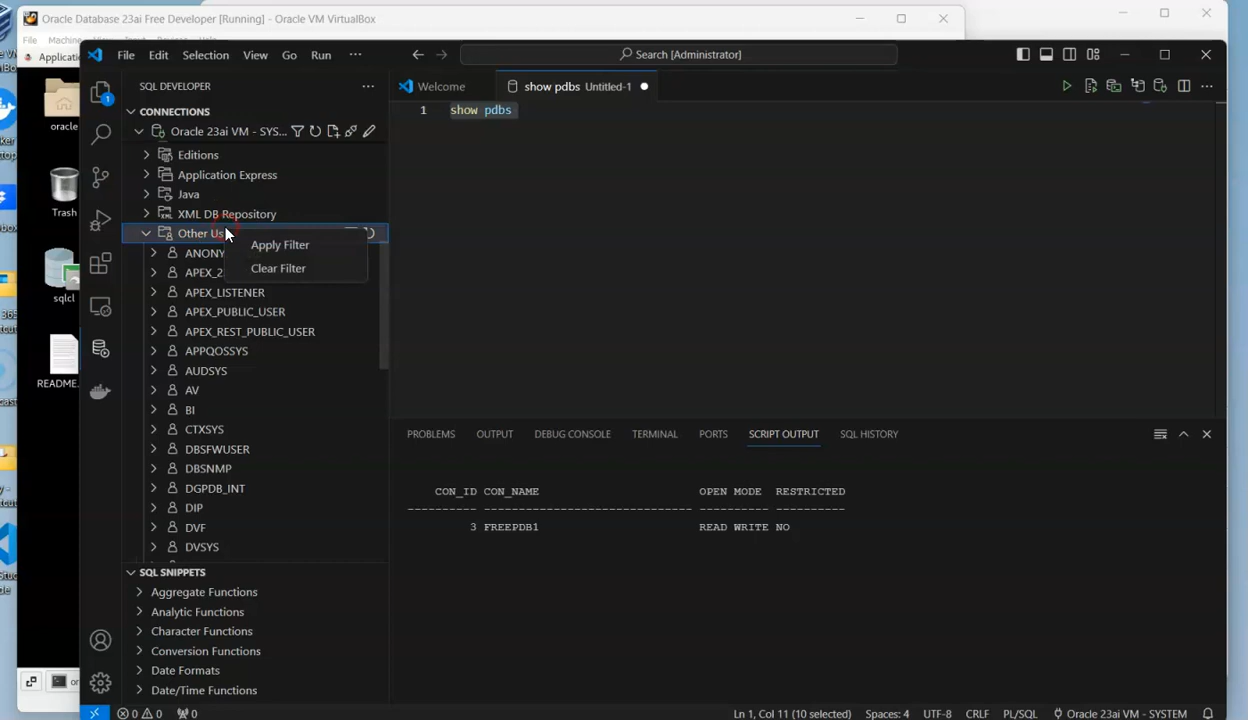 Oracle Database 23ai Free Developer [Running] - Oracle VM VirtualBox
File Machine
Applicatio
File Edit Selection View Go Run ··· Search [Administrator]
SQL DEVELOPER
Welcome
show pdbs Untitled-1
CONNECTIONS
1 show pdbs
Oracle 23ai VM - SYS...
oracle
Editions
Application Express
Java
XML DB Repository
Trash
Other Us
Apply Filter
ANONY
Clear Filter
APEX_2
APEX_LISTENER
sqlcl
APEX_PUBLIC_USER
APEX_REST_PUBLIC_USER
APPQOSSYS
AUDSYS
README.
AV
BI
CTXSYS
PROBLEMS OUTPUT DEBUG CONSOLE TERMINAL PORTS SCRIPT OUTPUT SQL HISTORY
DBSFWUSER
DBSNMP
DGPDB_INT
CON_ID CON_NAME OPEN MODE RESTRICTED
---------- ------------------------------ ---------- ----------
DIP
DVF
3 FREEPDB1 READ WRITE NO
DVSYS
SQL SNIPPETS
Aggregate Functions
Analytic Functions
Character Functions
Conversion Functions
Date Formats
Date/Time Functions
0 0 0
Ln 1, Col 11 (10 selected) Spaces: 4 UTF-8 CRLF PL/SQL Oracle 23ai VM - SYSTEM